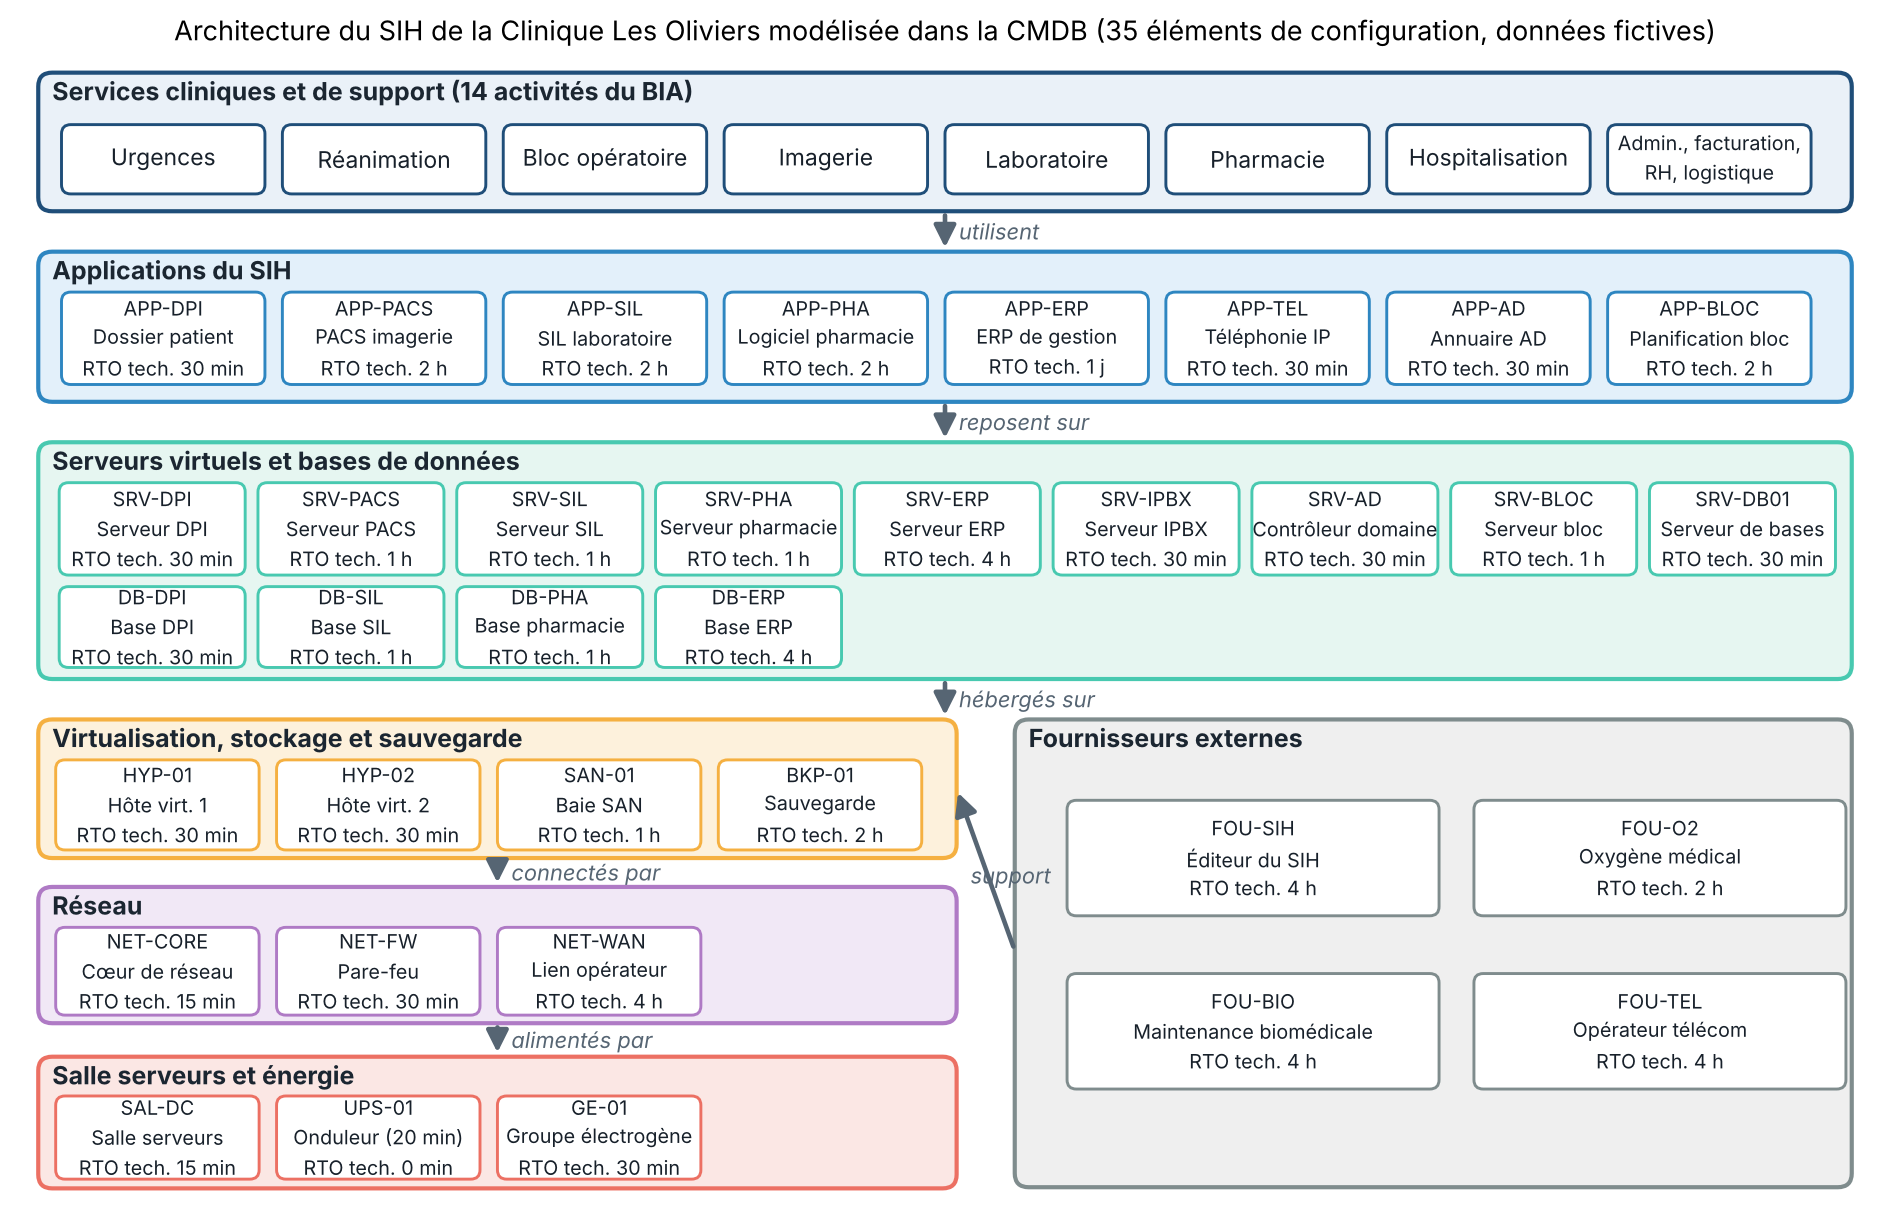 Architecture du SIH de la Clinique Les Oliviers modélisée dans la CMDB (35 éléments de configuration, données fictives)
Services cliniques et de support (14 activités du BIA)
Urgences
Réanimation
Bloc opératoire
Imagerie
Laboratoire
Pharmacie
Hospitalisation
Admin., facturation,
RH, logistique
utilisent
Applications du SIH
APP-DPI
Dossier patient
RTO tech. 30 min
APP-PACS
PACS imagerie
RTO tech. 2 h
APP-SIL
SIL laboratoire
RTO tech. 2 h
APP-PHA
Logiciel pharmacie
RTO tech. 2 h
APP-ERP
ERP de gestion
RTO tech. 1 j
APP-TEL
Téléphonie IP
RTO tech. 30 min
APP-AD
Annuaire AD
RTO tech. 30 min
APP-BLOC
Planification bloc
RTO tech. 2 h
reposent sur
Serveurs virtuels et bases de données
SRV-DPI
Serveur DPI
RTO tech. 30 min
SRV-PACS
Serveur PACS
RTO tech. 1 h
SRV-SIL
Serveur SIL
RTO tech. 1 h
SRV-PHA
Serveur pharmacie
RTO tech. 1 h
SRV-ERP
Serveur ERP
RTO tech. 4 h
SRV-IPBX
Serveur IPBX
RTO tech. 30 min
SRV-AD
Contrôleur domaine
RTO tech. 30 min
SRV-BLOC
Serveur bloc
RTO tech. 1 h
SRV-DB01
Serveur de bases
RTO tech. 30 min
DB-DPI
Base DPI
RTO tech. 30 min
DB-SIL
Base SIL
RTO tech. 1 h
DB-PHA
Base pharmacie
RTO tech. 1 h
DB-ERP
Base ERP
RTO tech. 4 h
hébergés sur
Virtualisation, stockage et sauvegarde
HYP-01
Hôte virt. 1
RTO tech. 30 min
HYP-02
Hôte virt. 2
RTO tech. 30 min
SAN-01
Baie SAN
RTO tech. 1 h
BKP-01
Sauvegarde
RTO tech. 2 h
connectés par
Réseau
NET-CORE
Cœur de réseau
RTO tech. 15 min
NET-FW
Pare-feu
RTO tech. 30 min
NET-WAN
Lien opérateur
RTO tech. 4 h
alimentés par
Salle serveurs et énergie
SAL-DC
Salle serveurs
RTO tech. 15 min
UPS-01
Onduleur (20 min)
RTO tech. 0 min
GE-01
Groupe électrogène
RTO tech. 30 min
support
Fournisseurs externes
FOU-SIH
Éditeur du SIH
RTO tech. 4 h
FOU-O2
Oxygène médical
RTO tech. 2 h
FOU-BIO
Maintenance biomédicale
RTO tech. 4 h
FOU-TEL
Opérateur télécom
RTO tech. 4 h